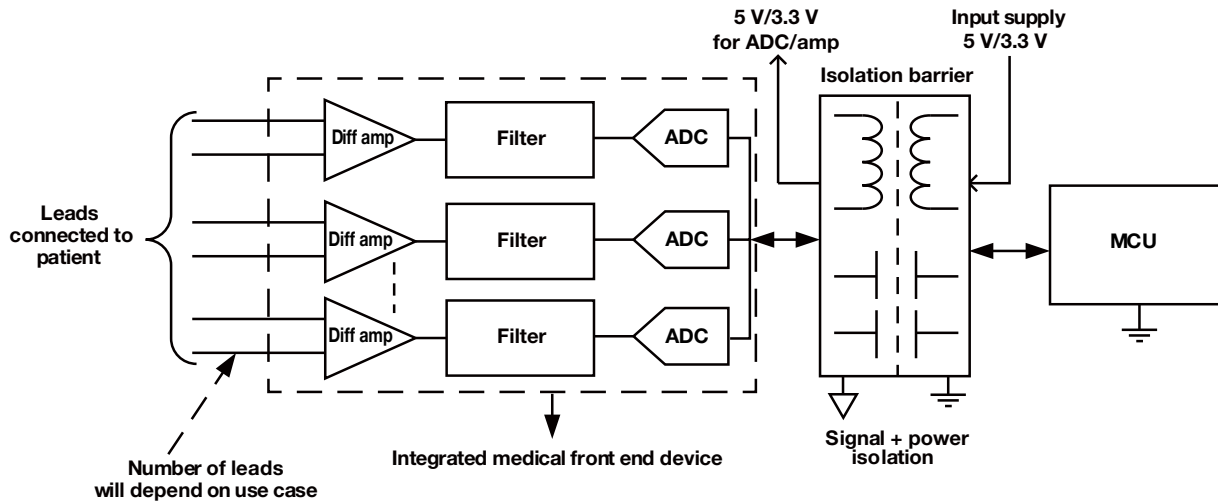 5 V/3.3 V
for ADC/amp
Input supply
5 V/3.3 V
Isolation barrier
Diff amp
Filter
ADC
Leads
connected to
patient
Diff amp
Filter
ADC
MCU
Diff amp
Filter
ADC
Number of leads
will depend on use case
Integrated medical front end device
Signal + power
isolation